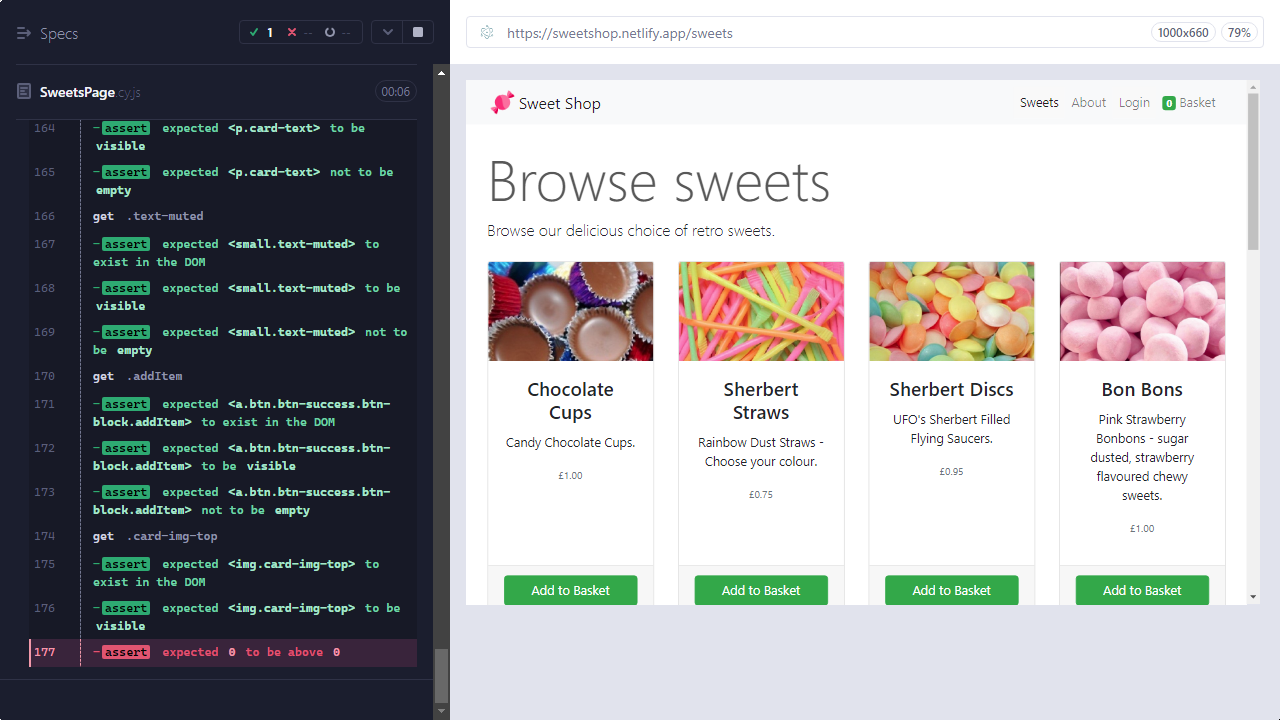 Specs
1
--
--
SweetsPage.cy.js
00:06
164 -assert expected <p.card-text> to be
visible
165 -assert expected <p.card-text> not to be
empty
166 get .text-muted
167 -assert expected <small.text-muted> to
exist in the DOM
168 -assert expected <small.text-muted> to be
visible
169 -assert expected <small.text-muted> not to
be empty
170 get .addItem
171 -assert expected <a.btn.btn-success.btn-
block.addItem> to exist in the DOM
172 -assert expected <a.btn.btn-success.btn-
block.addItem> to be visible
173 -assert expected <a.btn.btn-success.btn-
block.addItem> not to be empty
174 get .card-img-top
175 -assert expected <img.card-img-top> to
exist in the DOM
176 -assert expected <img.card-img-top> to be
visible
177 -assert expected 0 to be above 0
https://sweetshop.netlify.app/sweets
1000x660
79%
Sweet Shop
Sweets About Login 0 Basket
Browse sweets
Browse our delicious choice of retro sweets.
Chocolate
Cups
Candy Chocolate Cups.
£1.00
Add to Basket
Sherbert
Straws
Rainbow Dust Straws -
Choose your colour.
£0.75
Add to Basket
Sherbert Discs
UFO's Sherbert Filled
Flying Saucers.
£0.95
Add to Basket
Bon Bons
Pink Strawberry
Bonbons - sugar
dusted, strawberry
flavoured chewy
sweets.
£1.00
Add to Basket